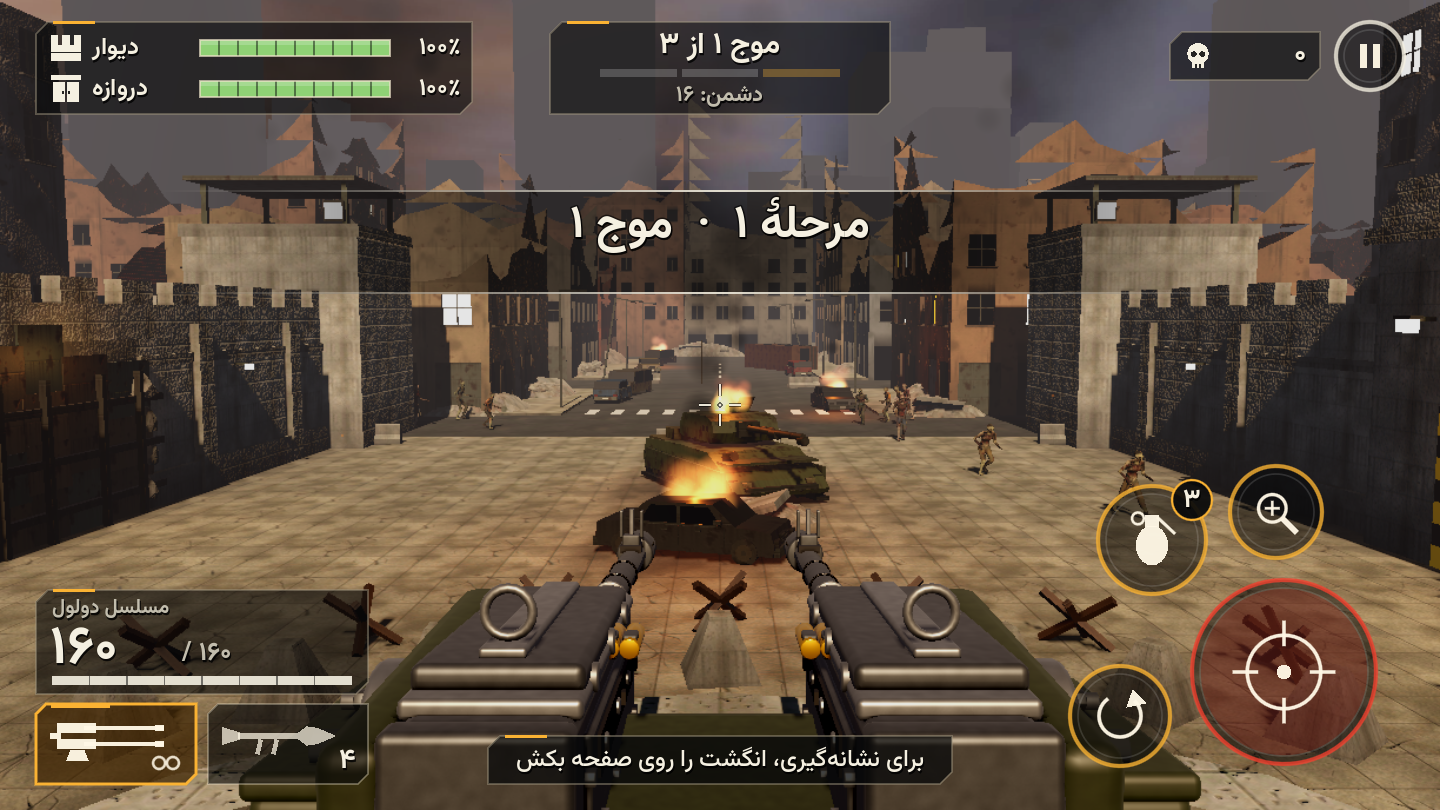 دیوار ۱۰۰٪
دروازه ۱۰۰٪
موج ۱ از ۳
دشمن: ۱۶
۰
مرحلهٔ ۱ · موج ۱
۳
مسلسل دولول
۱۶۰ / ۱۶۰
∞
۴
برای نشانه‌گیری، انگشت را روی صفحه بکش